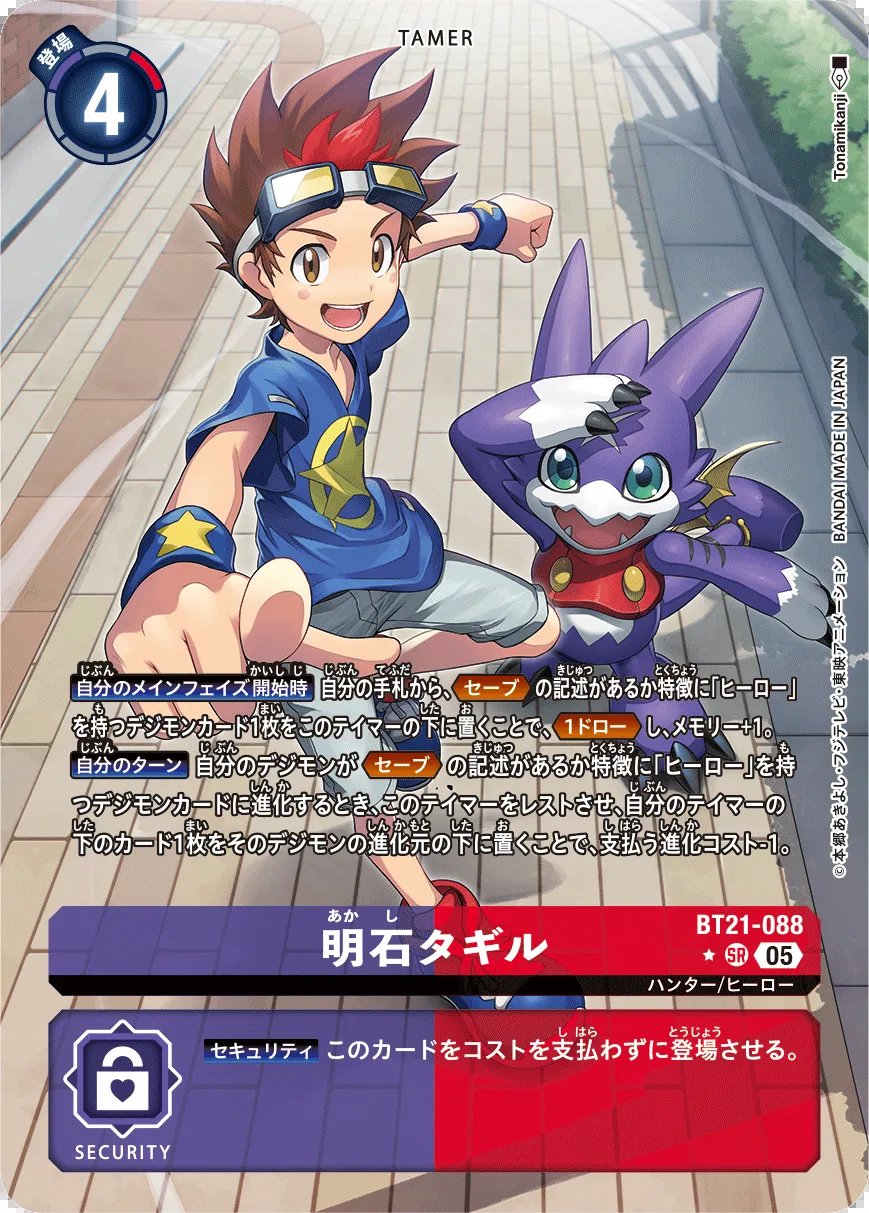 TAMER
登場
4
Tonamikanji
自分のメインフェイズ開始時 自分の手札から、セーブの記述があるか特徴に「ヒーロー」
を持つデジモンカード1枚をこのテイマーの下に置くことで、1ドローし、メモリー+1。
自分のターン 自分のデジモンがセーブの記述があるか特徴に「ヒーロー」を持
つデジモンカードに進化するとき、このテイマーをレストさせ、自分のテイマーの
下のカード1枚をそのデジモンの進化元の下に置くことで、支払う進化コスト-1。
©本郷あきよし・フジテレビ・東映アニメーション BANDAI MADE IN JAPAN
あかし
明石タギル
BT21-088
SR 05
ハンター/ヒーロー
セキュリティ このカードをコストを支払わずに登場させる。
SECURITY